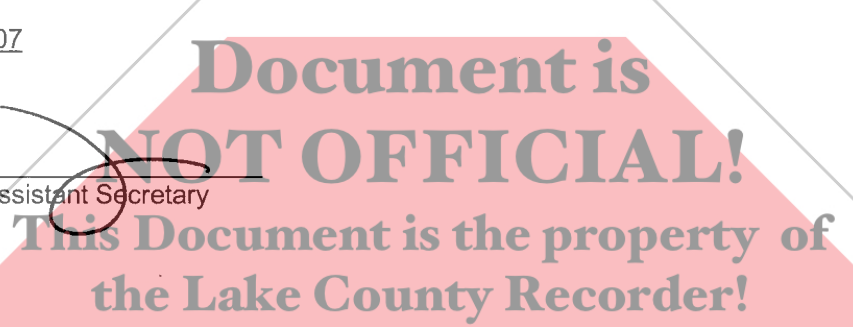 07
Document is
NOT OFFICIAL!
ssistant Secretary
This Document is the property of
the Lake County Recorder!